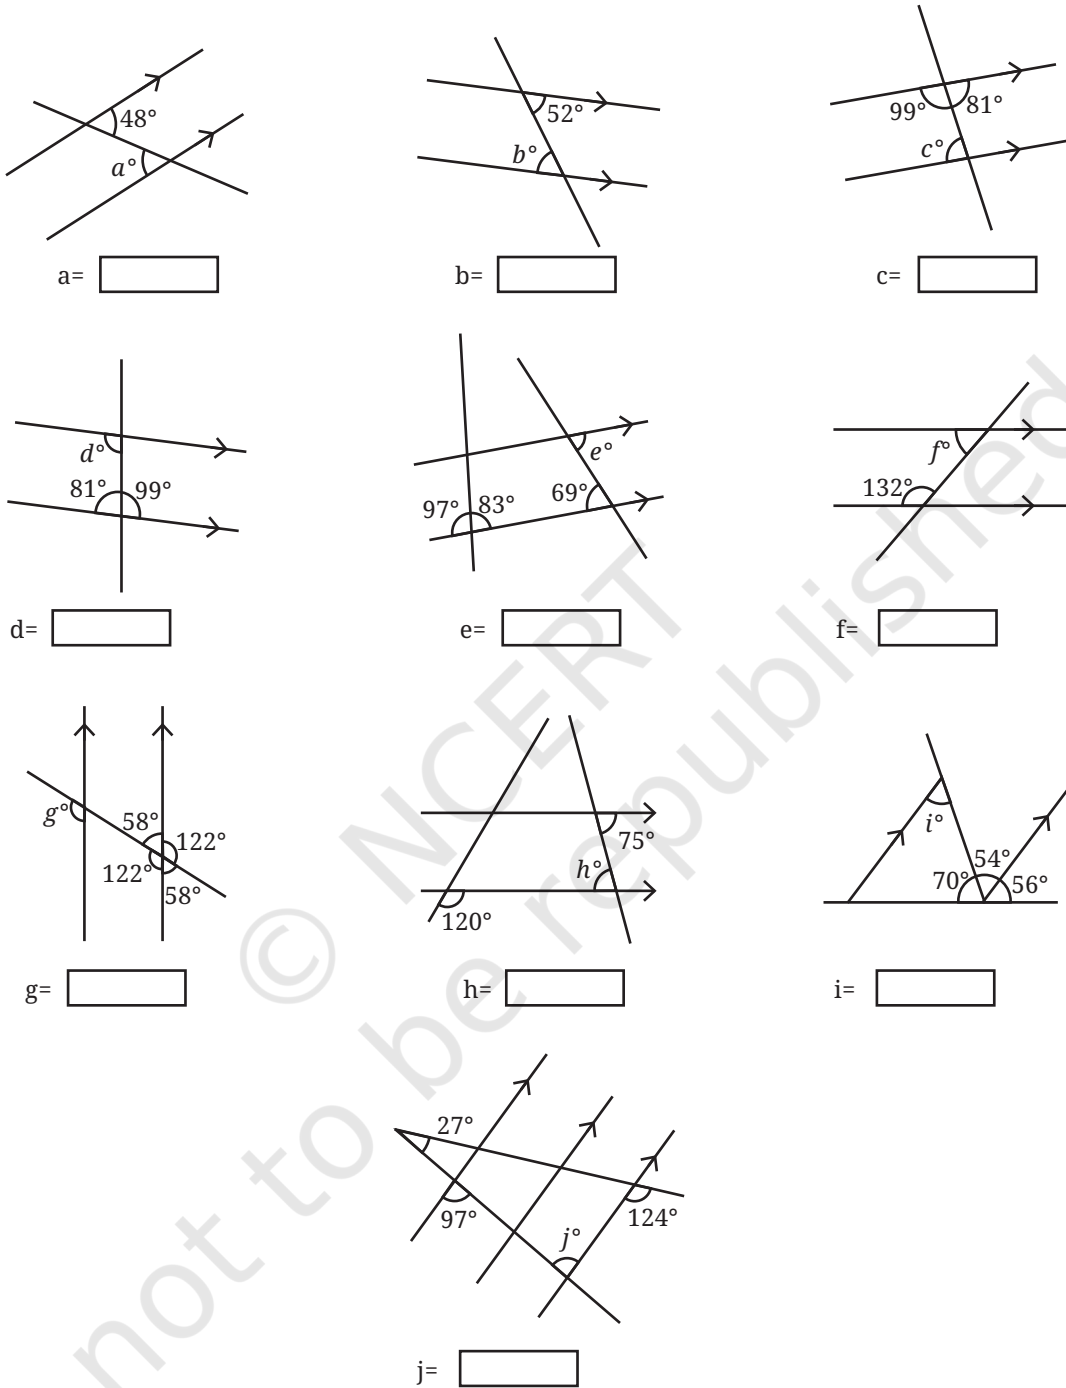 48°
a°
52°
b°
99° 81°
c°
a=
b=
c=
d°
81° 99°
e°
97° 83° 69°
f°
132°
d=
e=
f=
g°
58° 122°
122° 58°
75°
h°
120°
i°
54°
70° 56°
g=
h=
i=
27°
97°
124°
j°
j=
© NCERT
not to be republished